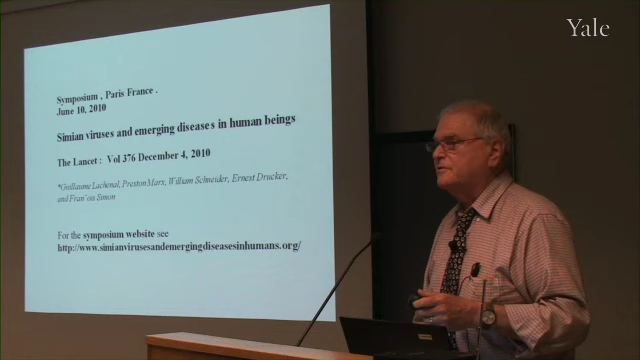 Yale
Symposium , Paris France .
June 10, 2010
Simian viruses and emerging diseases in human beings
The Lancet : Vol 376 December 4, 2010
*Guillaume Lachenal, Preston Marx, William Schneider, Ernest Drucker,
and Fran'ois Simon
For the symposium website see
http://www.simianvirusesandemergingdiseasesinhumans.org/